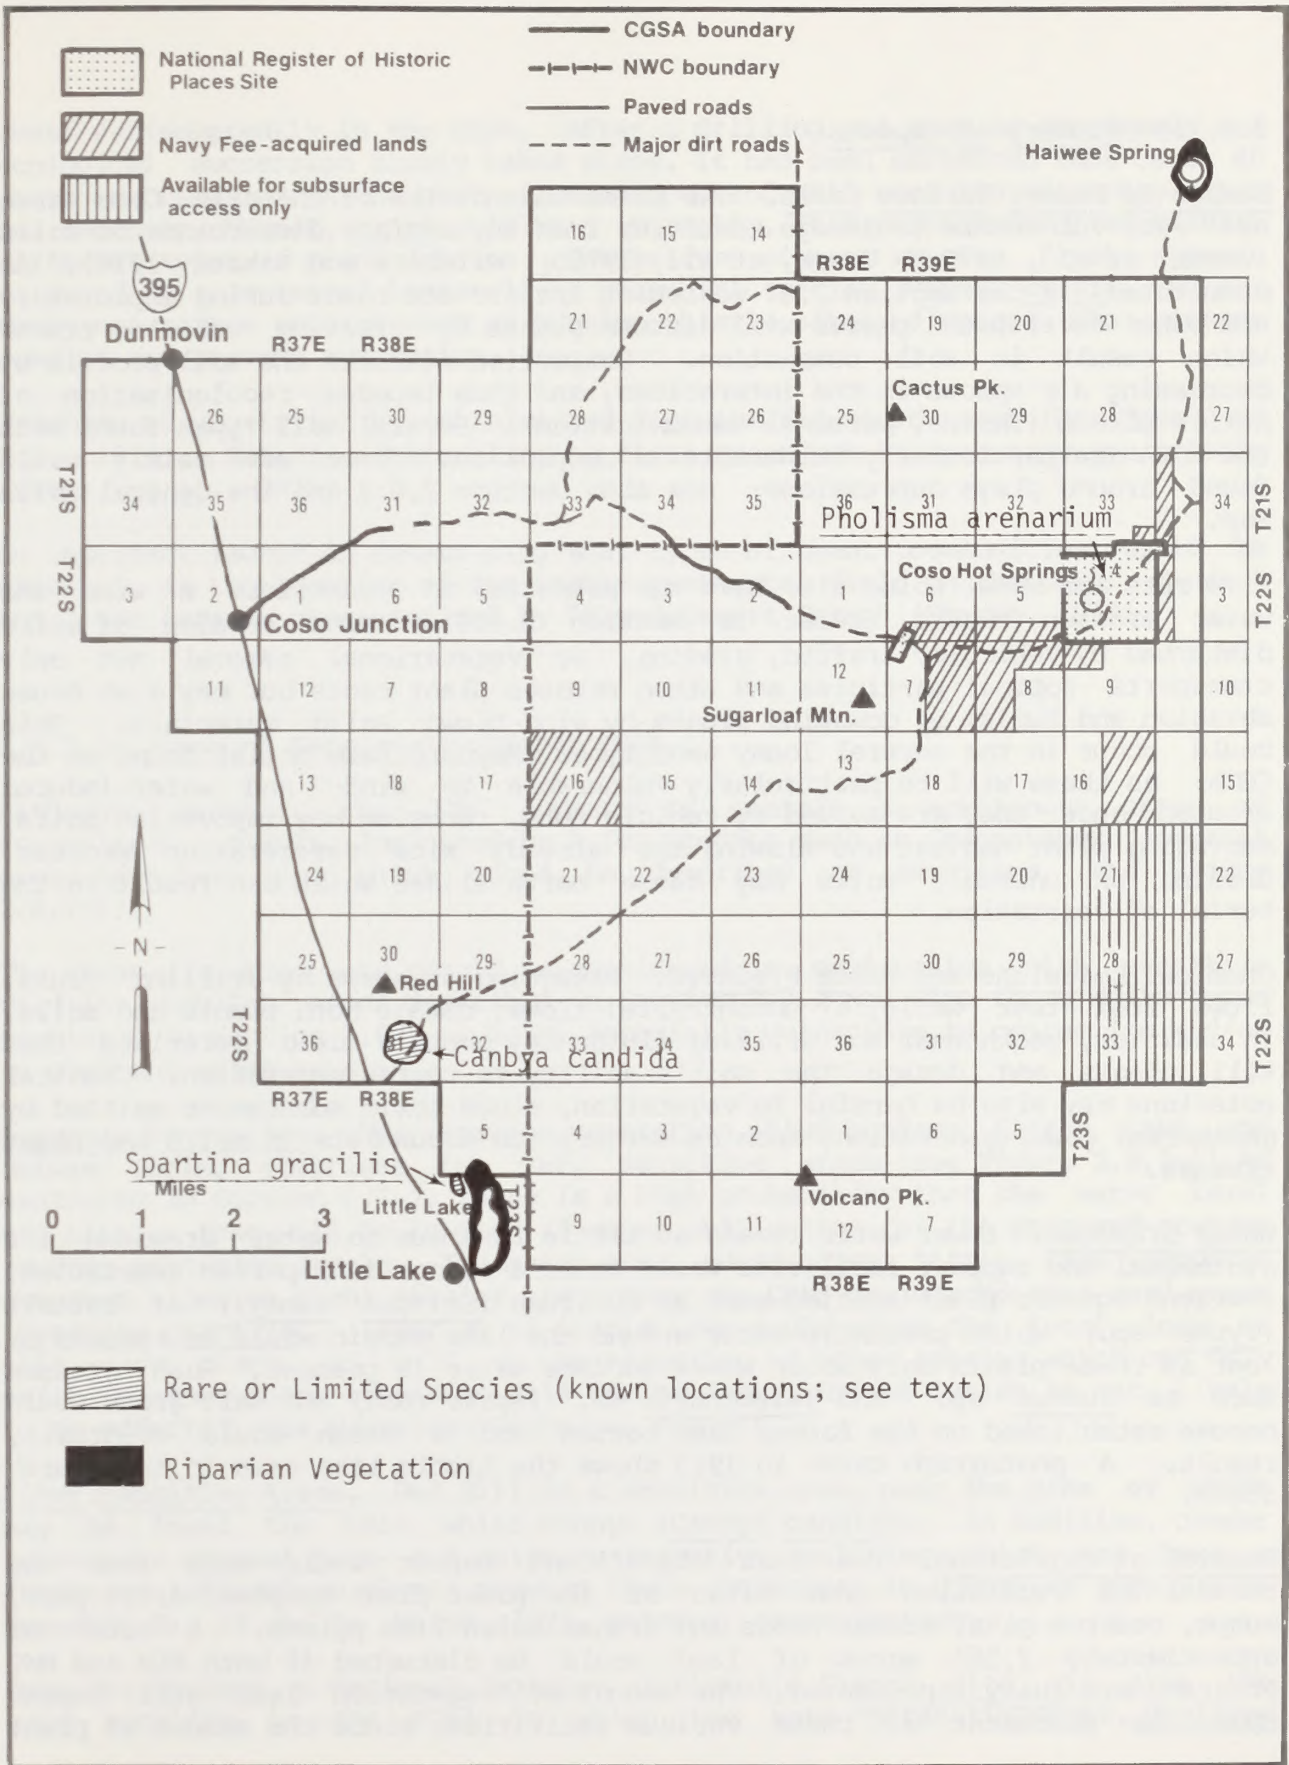 National Register of Historic
Places Site
Navy Fee-acquired lands
Available for subsurface
access only
CGSA boundary
NWC boundary
Paved roads
Major dirt roads
Haiwee Spring
16 15 14
395
R38E R39E
Dunmovin
R37E R38E
21 22 23 24 19 20 21 22
Cactus Pk.
26 25 30 29 28 27 26 25 30 29 28 27
T21S
34 35 36 31 32 33 34 35 36 31 32 33 34
T21S
Pholisma arenarium
T22S
Coso Hot Springs
3 2 6 5 4 3 2 1 6 5 4 3
T22S
Coso Junction
12
11 12 7 8 9 10 11 7 8 9 10
Sugarloaf Mtn.
13
13 18 17 16 15 14 18 17 16 15
24 19 20 21 22 23 24 19 20 21 22
- N -
25 30 29 28 27 26 25 30 29 28 27
Red Hill
T22S
36 31 32 33 34 35 36 31 32 33 34
T22S
Canbya candida
R37E R38E
5 4 3 2 1 6 5
T23S
Spartina gracilis
Miles
0 1 2 3
Little Lake
T23S
9 10 11 12 7
Volcano Pk.
Little Lake
R38E R39E
Rare or Limited Species (known locations; see text)
Riparian Vegetation